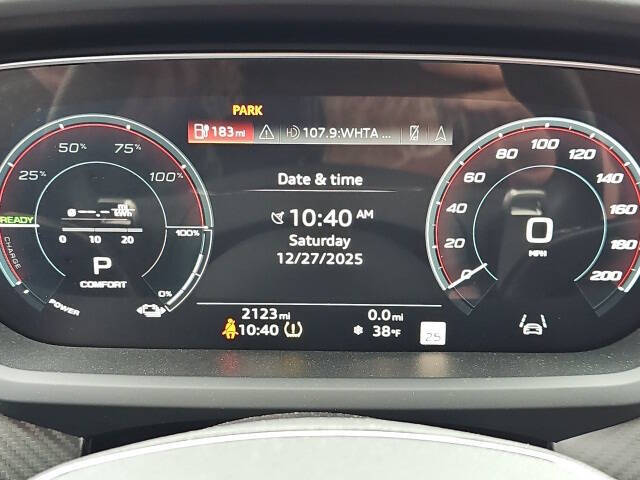 PARK
183 mi
107.9:WHTA ...
Date & time
10:40 AM
Saturday
12/27/2025
2123 mi
0.0 mi
10:40
38°F
25
25%
50%
75%
100%
READY
CHARGE
POWER
mi
kWh
0 10 20
P
COMFORT
100%
0%
0
20
40
60
80
100
120
140
160
180
200
0
MPH